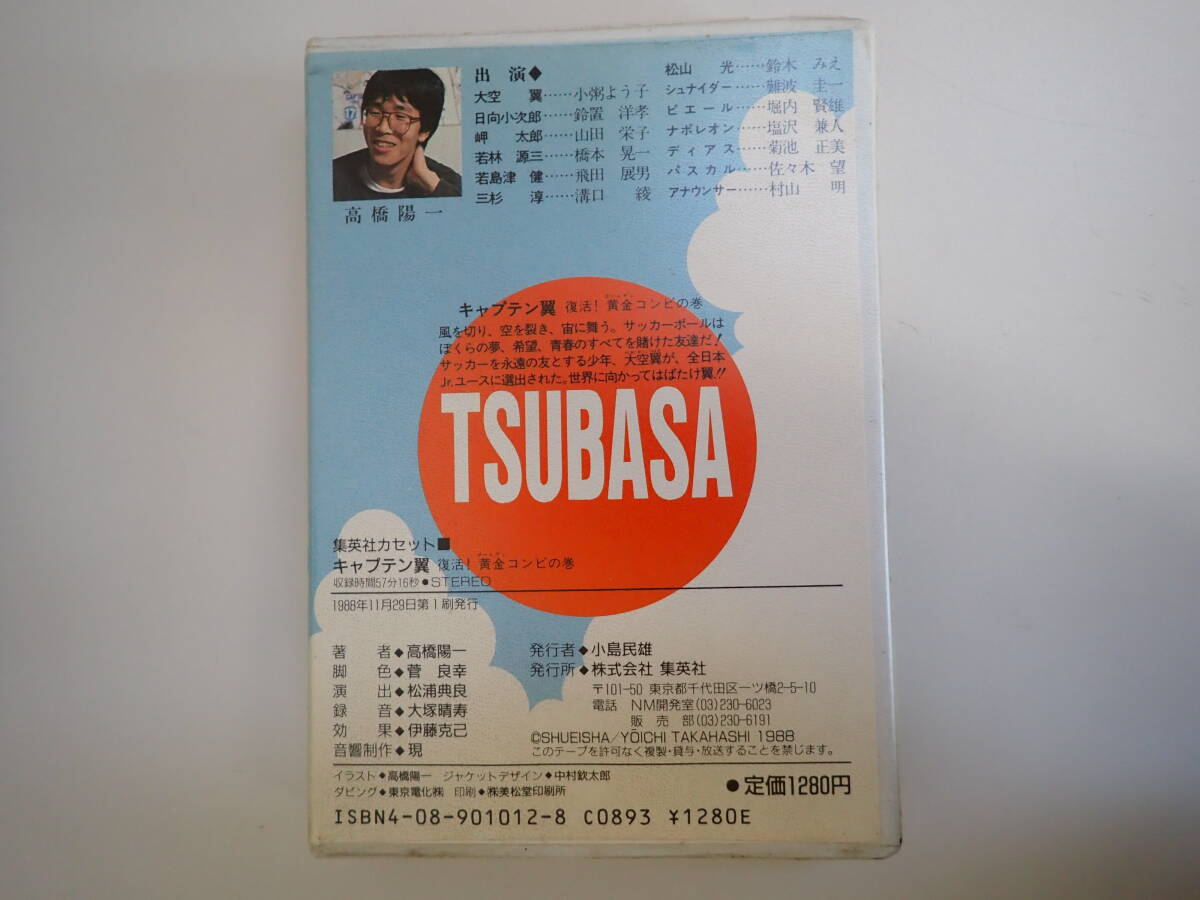 高橋陽一
出 演◆
大空 翼……小粥よう子
日向小次郎……鈴置 洋孝
岬 太郎……山田 栄子
若林 源三……橋本 晃一
若島津 健……飛田 展男
三杉 淳……溝口 綾
松山 光……鈴木 みえ
シュナイダー……難波 圭一
ピエール……堀内 賢雄
ナポレオン……塩沢 兼人
ディアス……菊池 正美
パスカル……佐々木 望
アナウンサー……村山 明
キャプテン翼 復活!黄金コンビの巻
風を切り、空を裂き、宙に舞う。サッカーボールは
ぼくらの夢、希望、青春のすべてを賭けた友達だ!
サッカーを永遠の友とする少年、大空翼が、全日本
Jr.ユースに選出された。世界に向かってはばたけ翼!!
TSUBASA
集英社カセット■
キャプテン翼 復活!黄金コンビの巻
収録時間57分16秒●STEREO
1988年11月29日第1刷発行
著 者◆高橋陽一
脚 色◆菅 良幸
演 出◆松浦典良
録 音◆大塚晴寿
効 果◆伊藤克己
音響制作◆現
発行者◆小島民雄
発行所◆株式会社 集英社
〒101-50 東京都千代田区一ツ橋2-5-10
電話 NM開発室(03)230-6023
販 売 部(03)230-6191
©SHUEISHA/YŌICHI TAKAHASHI 1988
このテープを許可なく複製・貸与・放送することを禁じます。
イラスト◆高橋陽一 ジャケットデザイン◆中村欽太郎
ダビング◆東京電化㈱ 印刷◆㈱美松堂印刷所
●定価1280円
ISBN4-08-901012-8 C0893 ¥1280E